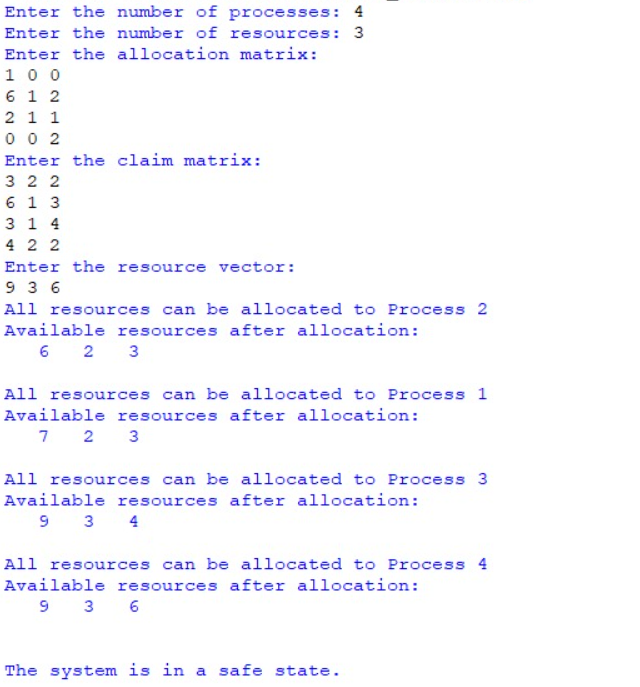 Enter the number of processes: 4
Enter the number of resources: 3
Enter the allocation matrix:
1 0 0
6 1 2
2 1 1
0 0 2
Enter the claim matrix:
3 2 2
6 1 3
3 1 4
4 2 2
Enter the resource vector:
9 3 6
All resources can be allocated to Process 2
Available resources after allocation:
6 2 3
All resources can be allocated to Process 1
Available resources after allocation:
7 2 3
All resources can be allocated to Process 3
Available resources after allocation:
9 3 4
All resources can be allocated to Process 4
Available resources after allocation:
9 3 6
The system is in a safe state.